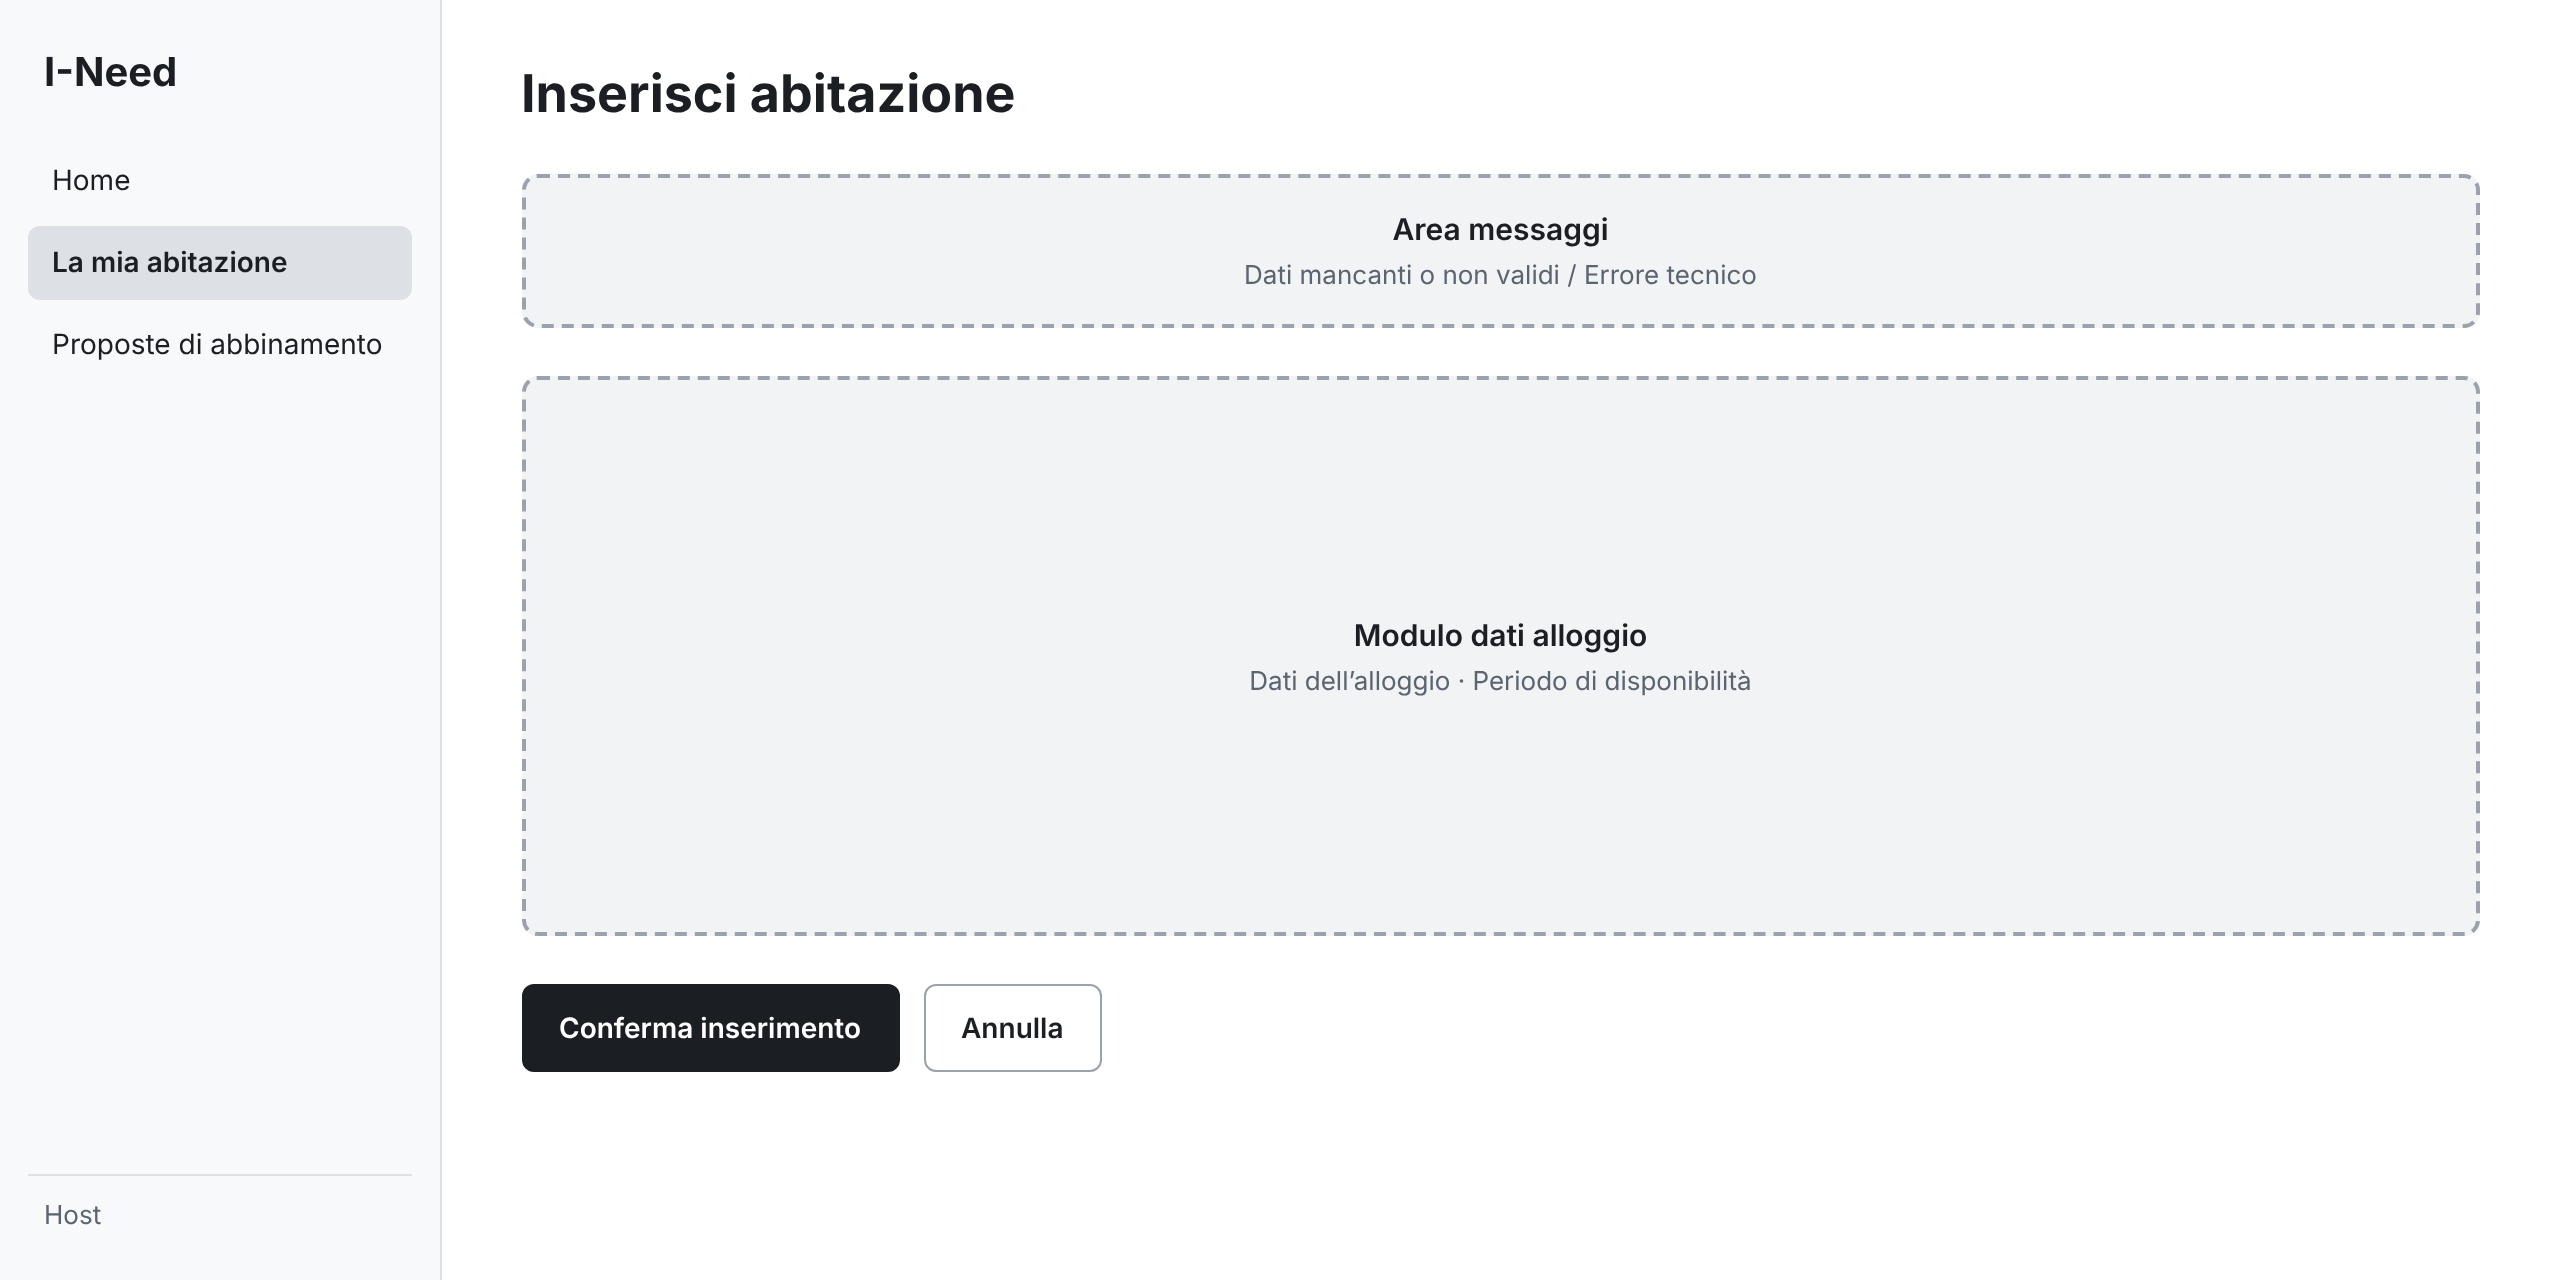 I-Need
Home
La mia abitazione
Proposte di abbinamento
Host
Inserisci abitazione
Area messaggi
Dati mancanti o non validi / Errore tecnico
Modulo dati alloggio
Dati dell’alloggio · Periodo di disponibilità
Conferma inserimento
Annulla